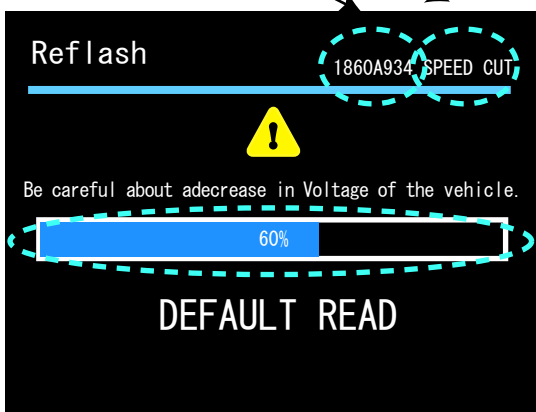 Reflash
1860A934 SPEED CUT
!
Be careful about adecrease in Voltage of the vehicle.
60%
DEFAULT READ